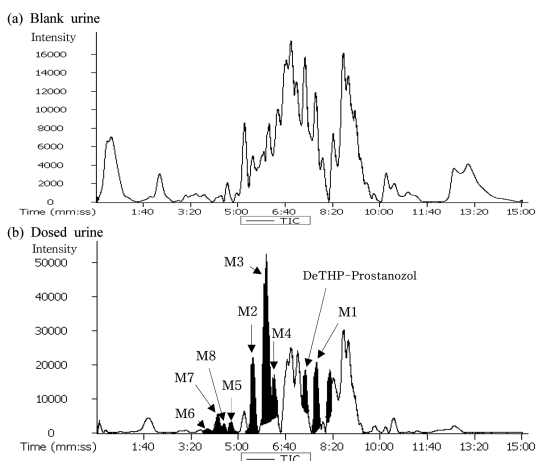 (a) Blank urine
Intensity
16000
14000
12000
10000
8000
6000
4000
2000
0
Time (mm:ss) 1:40 3:20 5:00 6:40 8:20 10:00 11:40 13:20 15:00
TIC
(b) Dosed urine
Intensity
50000
40000
30000
20000
10000
0
M3
DeTHP-Prostanozol
M2
M4
M1
M8
M7
M5
M6
Time (mm:ss) 1:40 3:20 5:00 6:40 8:20 10:00 11:40 13:20 15:00
TIC